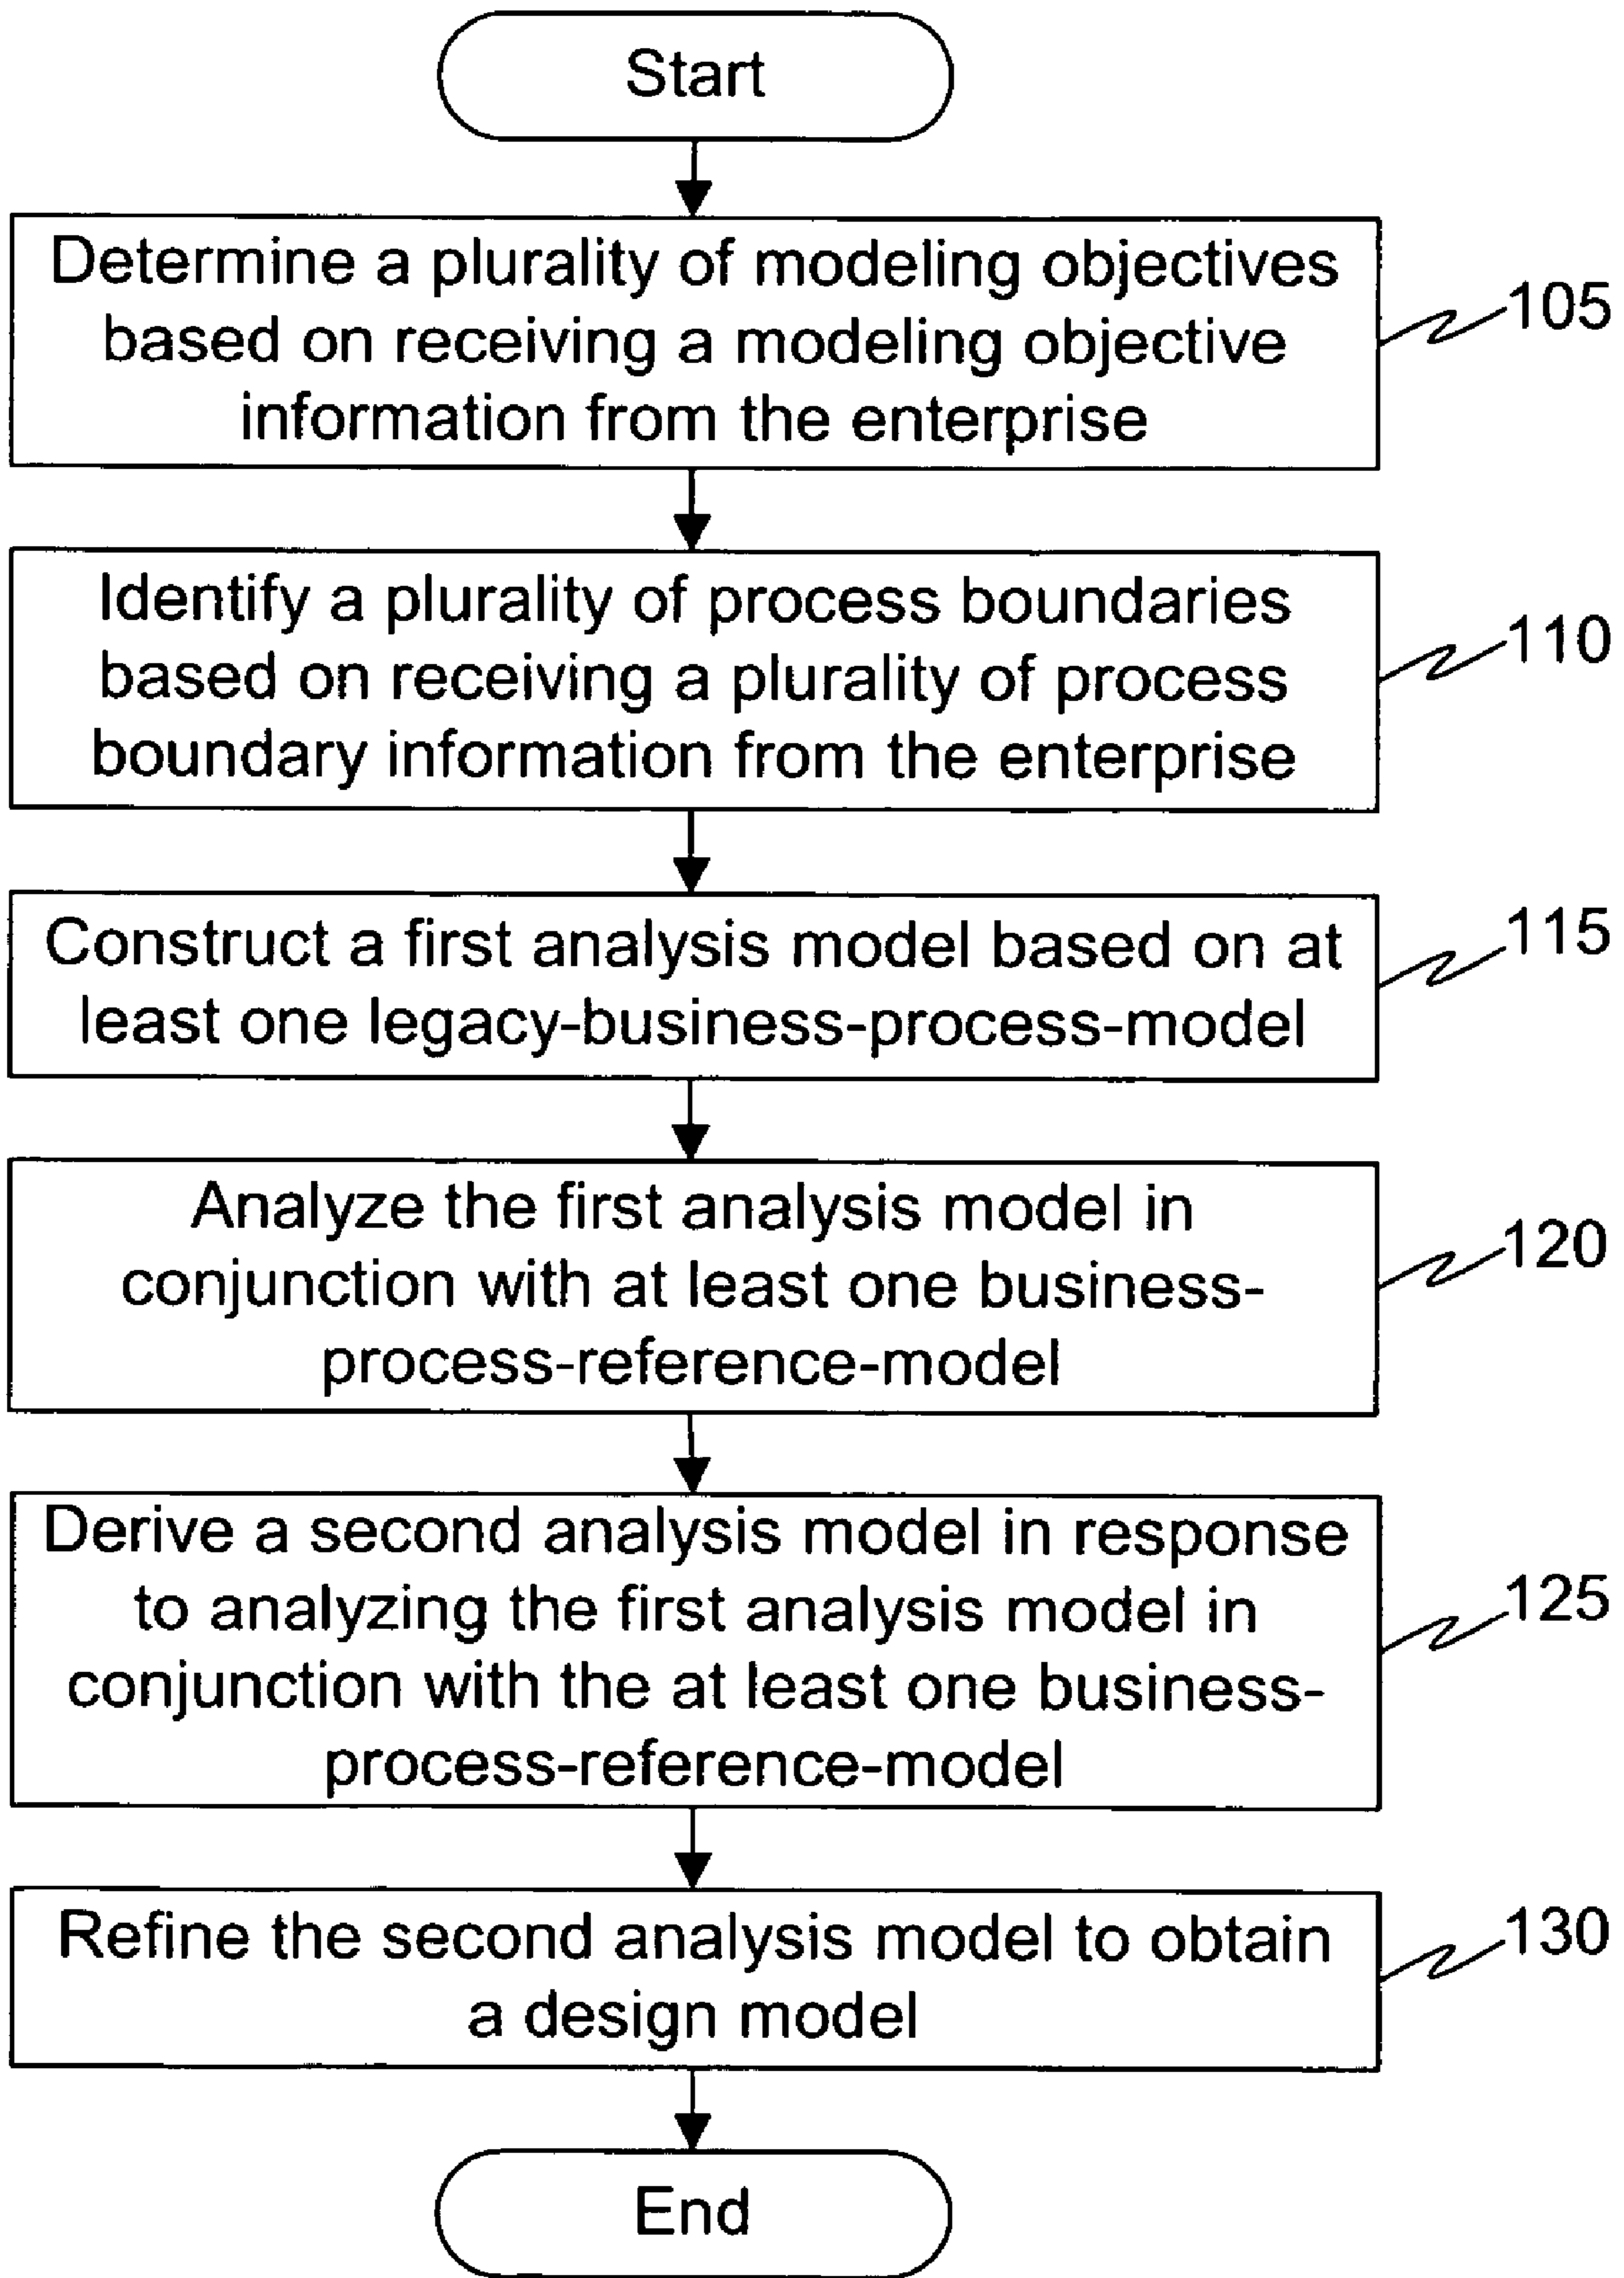 Start
Determine a plurality of modeling objectives
based on receiving a modeling objective
information from the enterprise
105
Identify a plurality of process boundaries
based on receiving a plurality of process
boundary information from the enterprise
110
Construct a first analysis model based on at
least one legacy-business-process-model
115
Analyze the first analysis model in
conjunction with at least one business-
process-reference-model
120
Derive a second analysis model in response
to analyzing the first analysis model in
conjunction with the at least one business-
process-reference-model
125
Refine the second analysis model to obtain
a design model
130
End